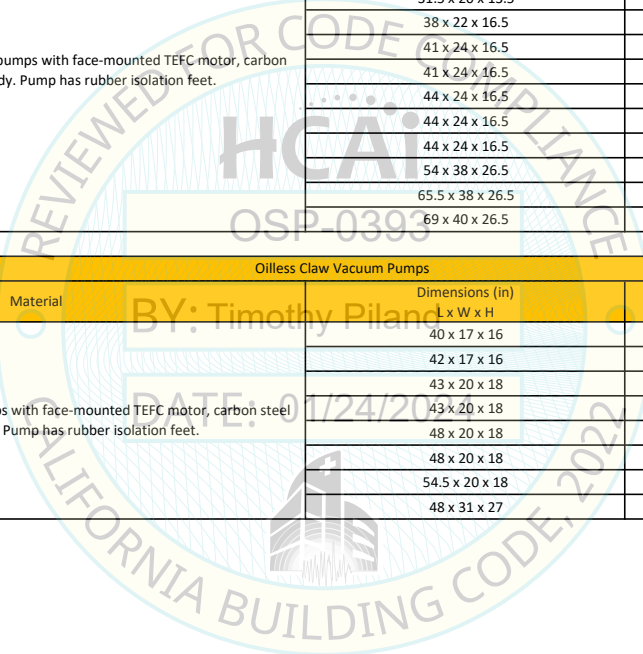 38 x 22 x 16.5
41 x 24 x 16.5
pumps with face-mounted TEFC motor, carbon
41 x 24 x 16.5
dy. Pump has rubber isolation feet.
44 x 24 x 16.5
44 x 24 x 16.5
44 x 24 x 16.5
54 x 38 x 26.5
65.5 x 38 x 26.5
69 x 40 x 26.5
Oilless Claw Vacuum Pumps
Material
Dimensions (in)
L x W x H
40 x 17 x 16
42 x 17 x 16
43 x 20 x 18
os with face-mounted TEFC motor, carbon steel
43 x 20 x 18
Pump has rubber isolation feet.
48 x 20 x 18
48 x 20 x 18
54.5 x 20 x 18
48 x 31 x 27
REVIEWED FOR CODE COMPLIANCE
HCAi
OSP-0393
BY: Timothy Piland
DATE: 01/24/2024
CALIFORNIA BUILDING CODE, 2022